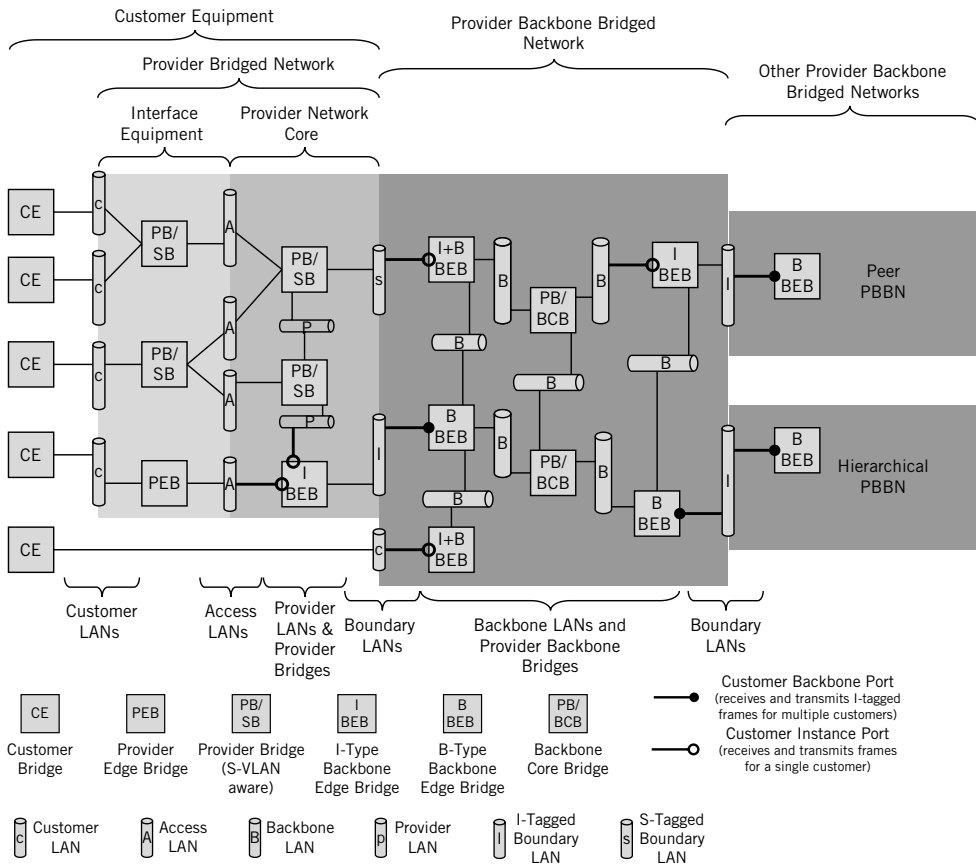 Customer Equipment
Provider Backbone Bridged
Network
Provider Bridged Network
Other Provider Backbone
Bridged Networks
Interface
Equipment
Provider Network
Core
CE
c
PB/
SB
A
PB/
SB
s
I+B
BEB
B
B
I
BEB
I
B
BEB
Peer
PBBN
CE
c
PB/
BCB
P
A
B
CE
c
PB/
SB
A
PB/
SB
B
B
P
I
B
BEB
B
B
BEB
I
Hierarchical
PBBN
CE
c
PEB
A
I
BEB
PB/
BCB
B
B
B
BEB
CE
c
I+B
BEB
Customer
LANs
Access
LANs
Provider
LANs &
Provider
Bridges
Boundary
LANs
Backbone LANs and
Provider Backbone
Bridges
Boundary
LANs
CE
Customer
Bridge
PEB
Provider
Edge Bridge
PB/
SB
Provider Bridge
(S-VLAN
aware)
I
BEB
I-Type
Backbone
Edge Bridge
B
BEB
B-Type
Backbone
Edge Bridge
PB/
BCB
Backbone
Core Bridge
Customer Backbone Port
(receives and transmits I-tagged
frames for multiple customers)
Customer Instance Port
(receives and transmits frames
for a single customer)
c
Customer
LAN
A
Access
LAN
B
Backbone
LAN
p
Provider
LAN
I
I-Tagged
Boundary
LAN
s
S-Tagged
Boundary
LAN